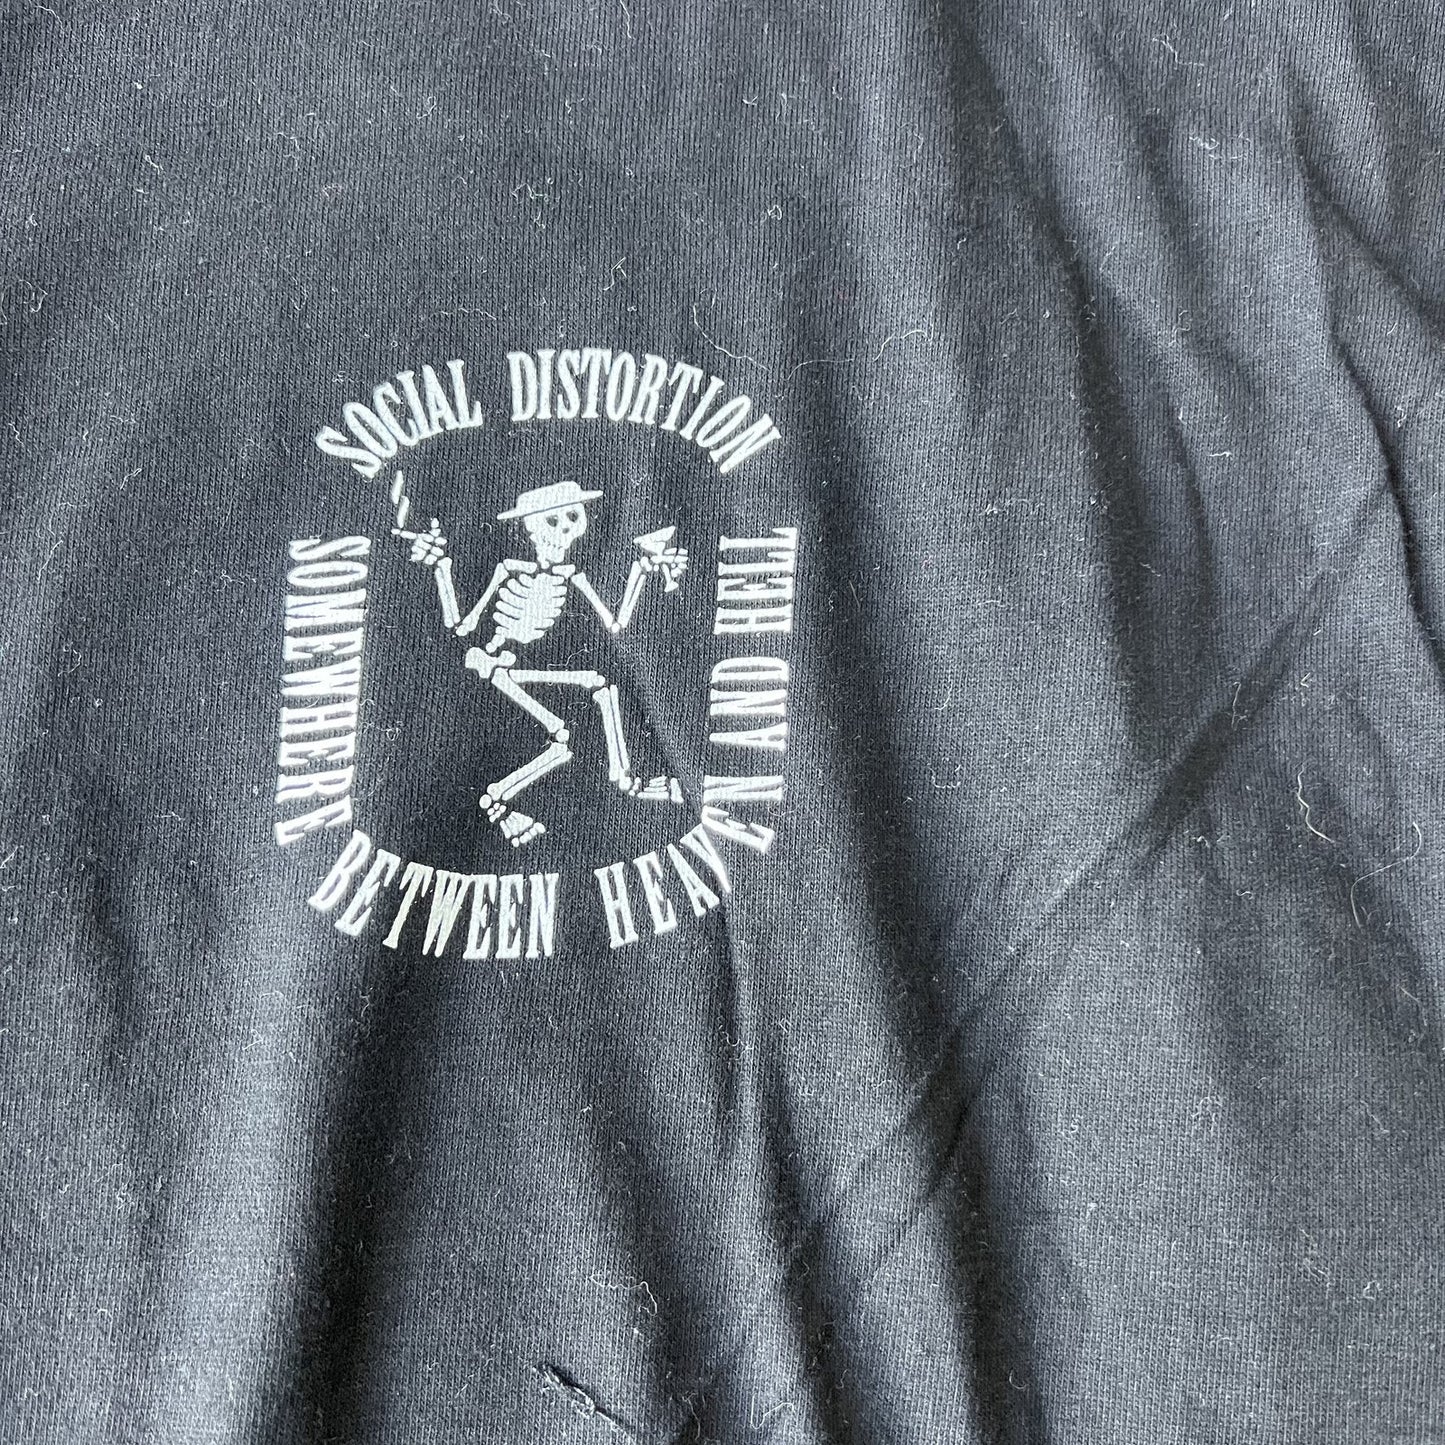 SOCIAL DISTORTION
SOMEWHERE BETWEEN HEAVEN AND HELL